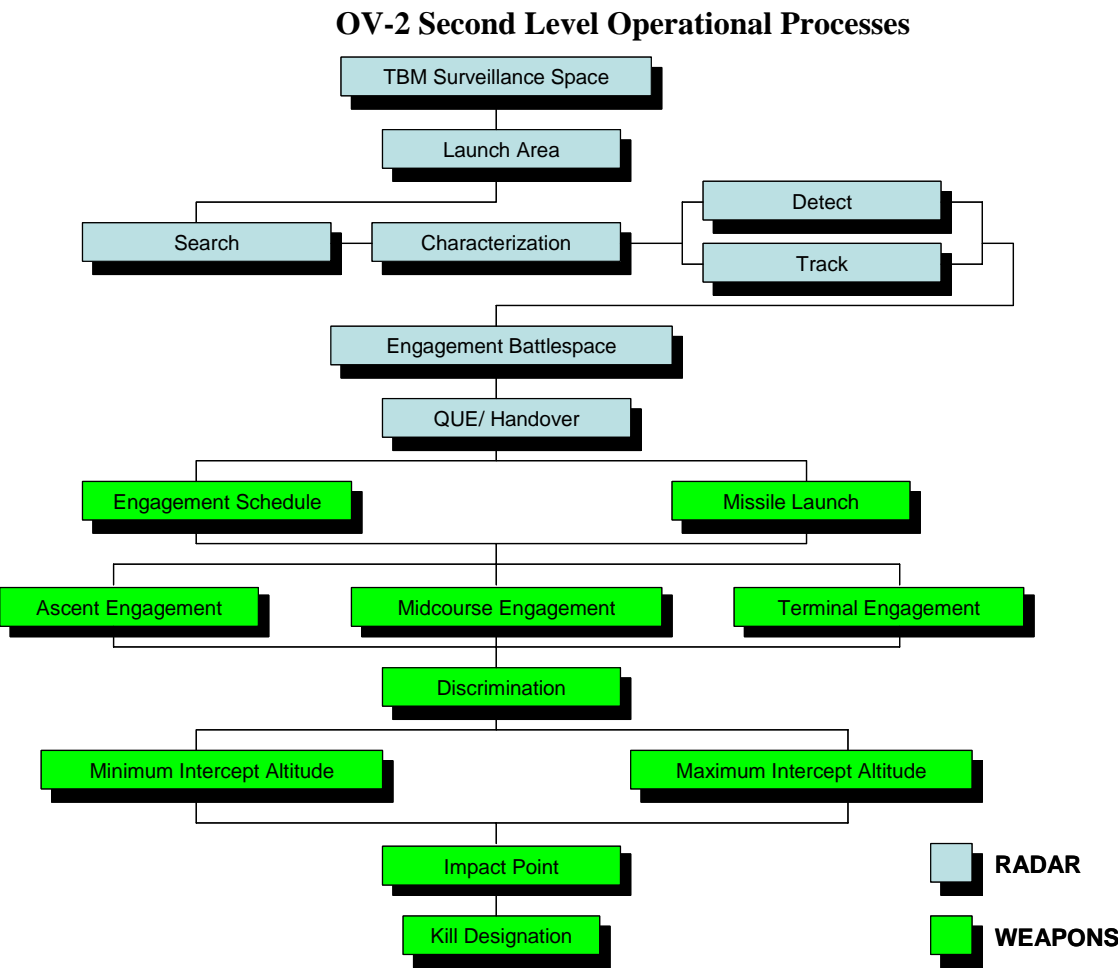 OV-2 Second Level Operational Processes
TBM Surveillance Space
Launch Area
Detect
Search
Characterization
Track
Engagement Battlespace
QUE/ Handover
Engagement Schedule
Missile Launch
Ascent Engagement
Midcourse Engagement
Terminal Engagement
Discrimination
Minimum Intercept Altitude
Maximum Intercept Altitude
Impact Point
RADAR
Kill Designation
WEAPONS